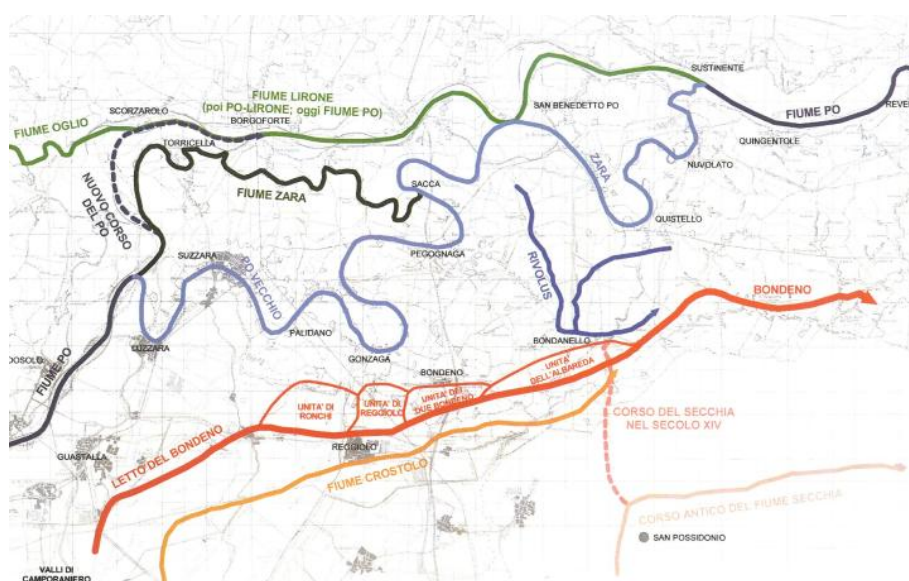 SUSTINENTE
FIUME LIRONE
(poi PO-LIRONE; oggi FIUME PO)
SCORZAROLO
BORGOFORTE
SAN BENEDETTO PO
FIUME PO
FIUME OGLIO
TORRICELLA
QUINGENTOLE
ZARA
NUVOLATO
NUOVO CORSO
DEL PO
FIUME ZARA
SACCA
QUISTELLO
SUZZARA
PEGOGNAGA
PO VECCHIO
RIVOLUS
BONDENO
PALIDANO
LUZZARA
GONZAGA
BONDANELLO
FIUME PO
BONDENO
UNITA' DI
RONCHI
UNITA' DI
REGGIOLO
UNITA' DEI
DUE BONDENO
UNITA'
DELL'ALBAREDA
CORSO DEL SECCHIA
NEL SECOLO XIV
REGGIOLO
GUASTALLA
LETTO DEL BONDENO
FIUME CROSTOLO
CORSO ANTICO DEL FIUME SECCHIA
SAN POSSIDONIO
VALLI DI
CAMPORANIERO